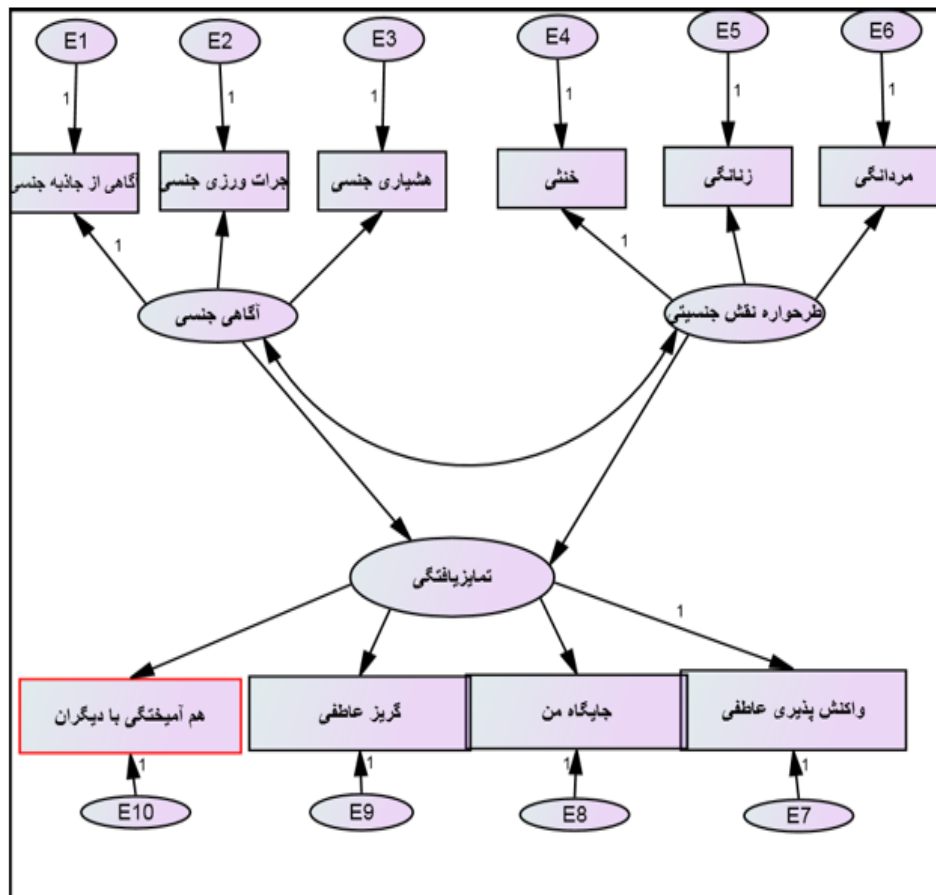 E1
E2
E3
E4
E5
E6
1
1
1
1
1
1
آگاهی از جاذبه جنسی
جرات ورزی جنسی
هشیاری جنسی
خنثی
زنانگی
مردانگی
1
1
آگاهی جنسی
طرحواره نقش جنسیتی
تمایزیافتگی
1
هم آمیختگی با دیگران
گریز عاطفی
جایگاه من
واکنش پذیری عاطفی
1
1
1
1
E10
E9
E8
E7